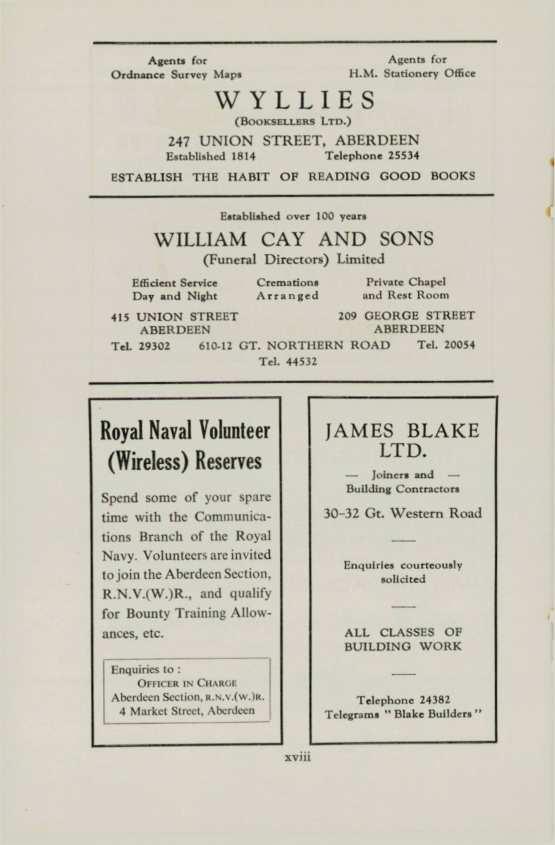 Agents for
Ordnance Survey Maps
Agents for
H.M. Stationery Office
WYLLIES
(Booksellers Ltd.)
247 UNION STREET, ABERDEEN
Established 1814 Telephone 25534
ESTABLISH THE HABIT OF READING GOOD BOOKS
Established over 100 years
WILLIAM CAY AND SONS
(Funeral Directors) Limited
Efficient Service
Day and Night
Cremations
Arranged
Private Chapel
and Rest Room
415 UNION STREET
ABERDEEN
209 GEORGE STREET
ABERDEEN
Tel. 29302 610-12 GT. NORTHERN ROAD Tel. 20054
Tel. 44532
Royal Naval Volunteer
(Wireless) Reserves
Spend some of your spare
time with the Communica-
tions Branch of the Royal
Navy. Volunteers are invited
to join the Aberdeen Section,
R.N.V.(W.)R., and qualify
for Bounty Training Allow-
ances, etc.
Enquiries to :
Officer in Charge
Aberdeen Section, R.N.V.(W.)R.
4 Market Street, Aberdeen
JAMES BLAKE
LTD.
— Joiners and —
Building Contractors
30-32 Gt. Western Road
Enquiries courteously
solicited
ALL CLASSES OF
BUILDING WORK
Telephone 24382
Telegrams "Blake Builders"
xviii